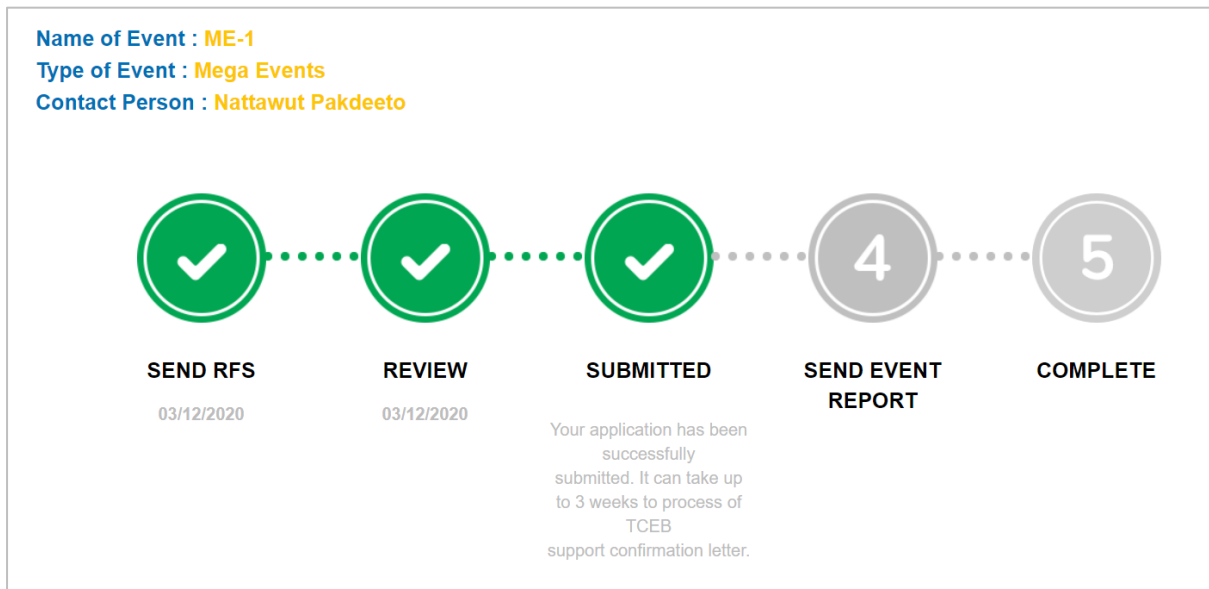 Name of Event : ME-1
Type of Event : Mega Events
Contact Person : Nattawut Pakdeeto
4
5
SEND RFS
REVIEW
SUBMITTED
SEND EVENT
REPORT
COMPLETE
03/12/2020
03/12/2020
Your application has been
successfully
submitted. It can take up
to 3 weeks to process of
TCEB
support confirmation letter.